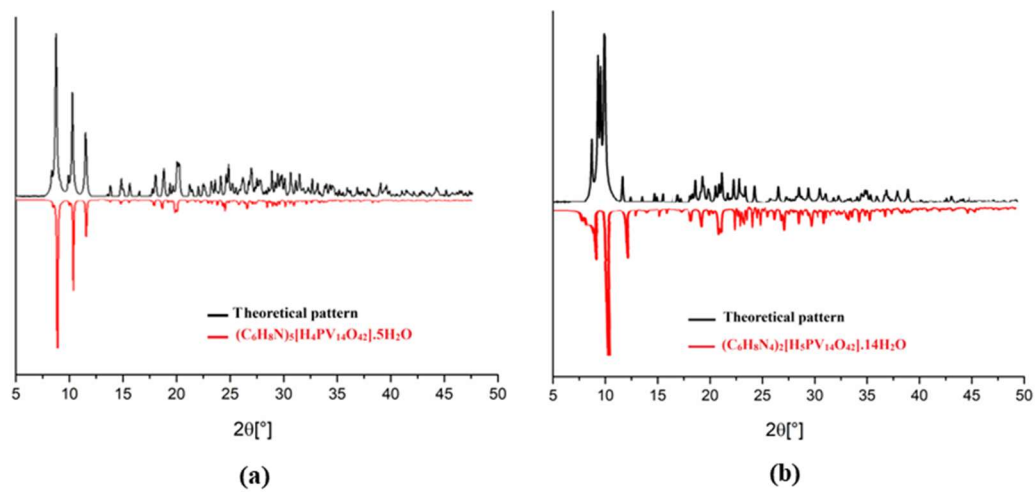 Theoretical pattern
(C₆H₈N)₅[H₄PV₁₄O₄₂].5H₂O
5 10 15 20 25 30 35 40 45 50
2θ[°]
(a)
Theoretical pattern
(C₆H₈N₄)₂[H₅PV₁₄O₄₂].14H₂O
5 10 15 20 25 30 35 40 45 50
2θ[°]
(b)